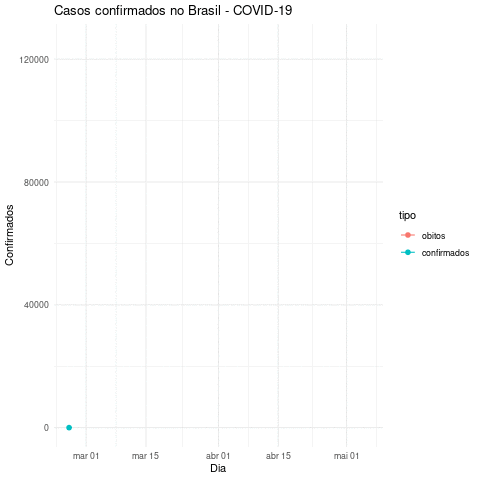 Casos confirmados no Brasil - COVID-19
120000
80000
40000
0
Confirmados
mar 01
mar 15
abr 01
abr 15
mai 01
Dia
tipo
obitos
confirmados